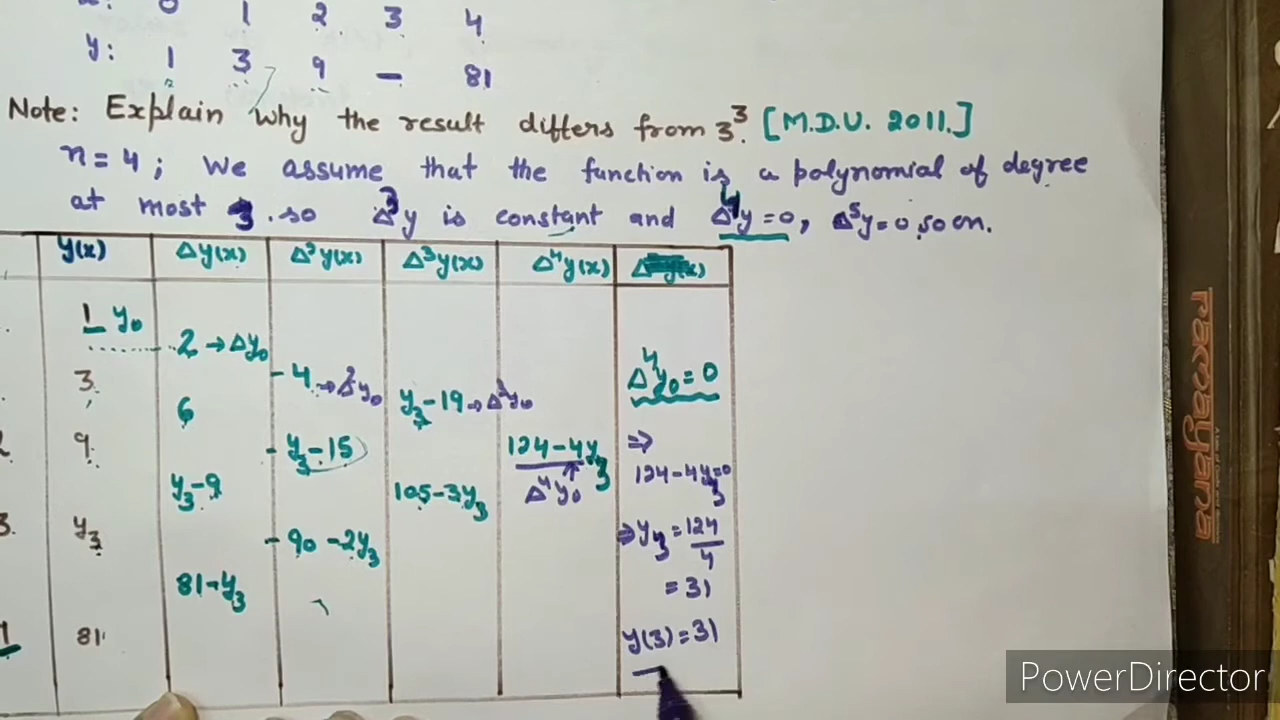 0 1 2 3 4
y: 1 3 9 – 81
Note: Explain why the result differs from 3³. [M.D.U. 2011.]
n = 4 ; We assume that the function is a polynomial of degree
at most 3. so Δ³y is constant and Δ⁴y = 0, Δ⁵y = 0 so on.
y(x) Δy(x) Δ²y(x) Δ³y(x) Δ⁴y(x)
1 y₀
2 → Δy₀
3
4 → Δ²y₀
6
y₃ - 19 → Δ³y₀
9
y₃ - 15
124 - 4y₃
Δ⁴y₀
y₃ - 9
105 - 3y₃
3. y₃
90 - 2y₃
81 - y₃
81
Δ⁴y₀ = 0
⇒
124 - 4y₃ = 0
⇒ y₃ = 124/4
= 31
y(3) = 31
racoayana
PowerDirector